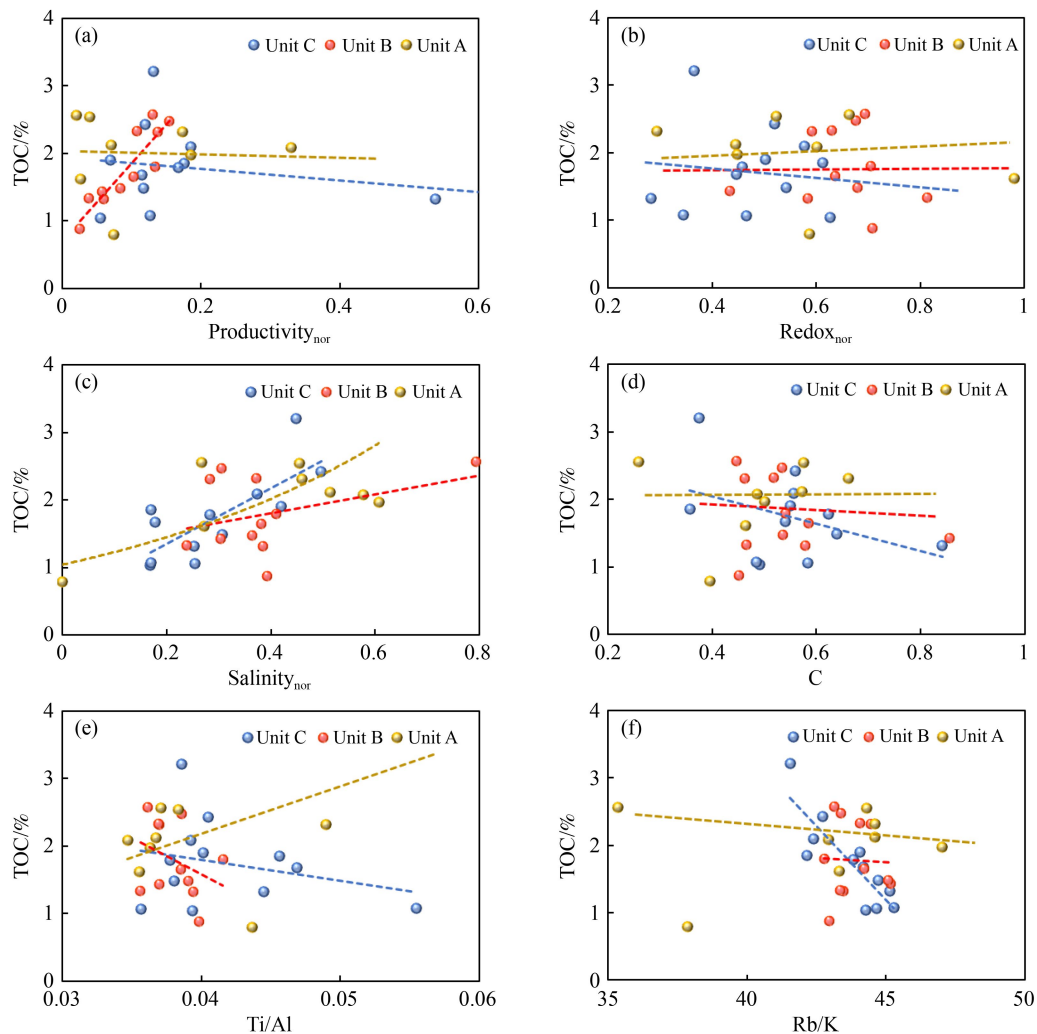 (a)
Unit C Unit B Unit A
4
3
2
1
0
TOC/%
0 0.2 0.4 0.6
Productivity_nor
(b)
Unit C Unit B Unit A
4
3
2
1
0
TOC/%
0.2 0.4 0.6 0.8 1
Redox_nor
(c)
Unit C Unit B Unit A
4
3
2
1
0
TOC/%
0 0.2 0.4 0.6 0.8
Salinity_nor
(d)
Unit C Unit B Unit A
4
3
2
1
0
TOC/%
0.2 0.4 0.6 0.8 1
C
(e)
Unit C Unit B Unit A
4
3
2
1
0
TOC/%
0.03 0.04 0.05 0.06
Ti/Al
(f)
Unit C Unit B Unit A
4
3
2
1
0
TOC/%
35 40 45 50
Rb/K